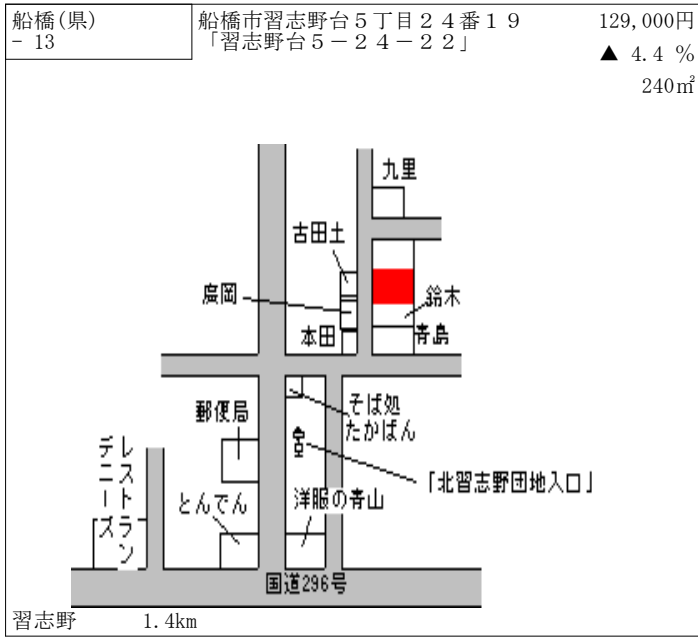 船橋(県)
- 13
船橋市習志野台５丁目２４番１９
「習志野台５－２４－２２」
129,000円
▲ 4.4 %
240㎡
九里
古田土
廣岡
鈴木
本田
青島
郵便局
そば処
たかばん
「北習志野団地入口」
レストラン
デニーズ
とんでん
洋服の青山
国道296号
習志野 1.4km